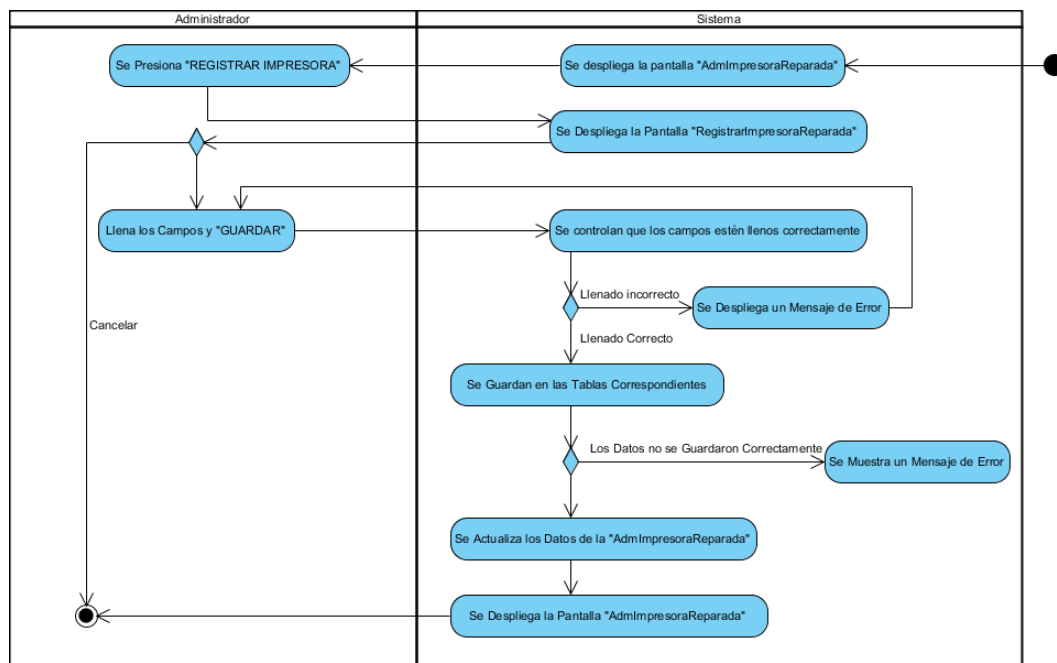 Administrador
Sistema
Se Presiona "REGISTRAR IMPRESORA"
Se despliega la pantalla "AdmImpresoraReparada"
Se Despliega la Pantalla "RegistrarImpresoraReparada"
Llena los Campos y "GUARDAR"
Se controlan que los campos estén llenos correctamente
Llenado incorrecto
Se Despliega un Mensaje de Error
Cancelar
Llenado Correcto
Se Guardan en las Tablas Correspondientes
Los Datos no se Guardaron Correctamente
Se Muestra un Mensaje de Error
Se Actualiza los Datos de la "AdmImpresoraReparada"
Se Despliega la Pantalla "AdmImpresoraReparada"